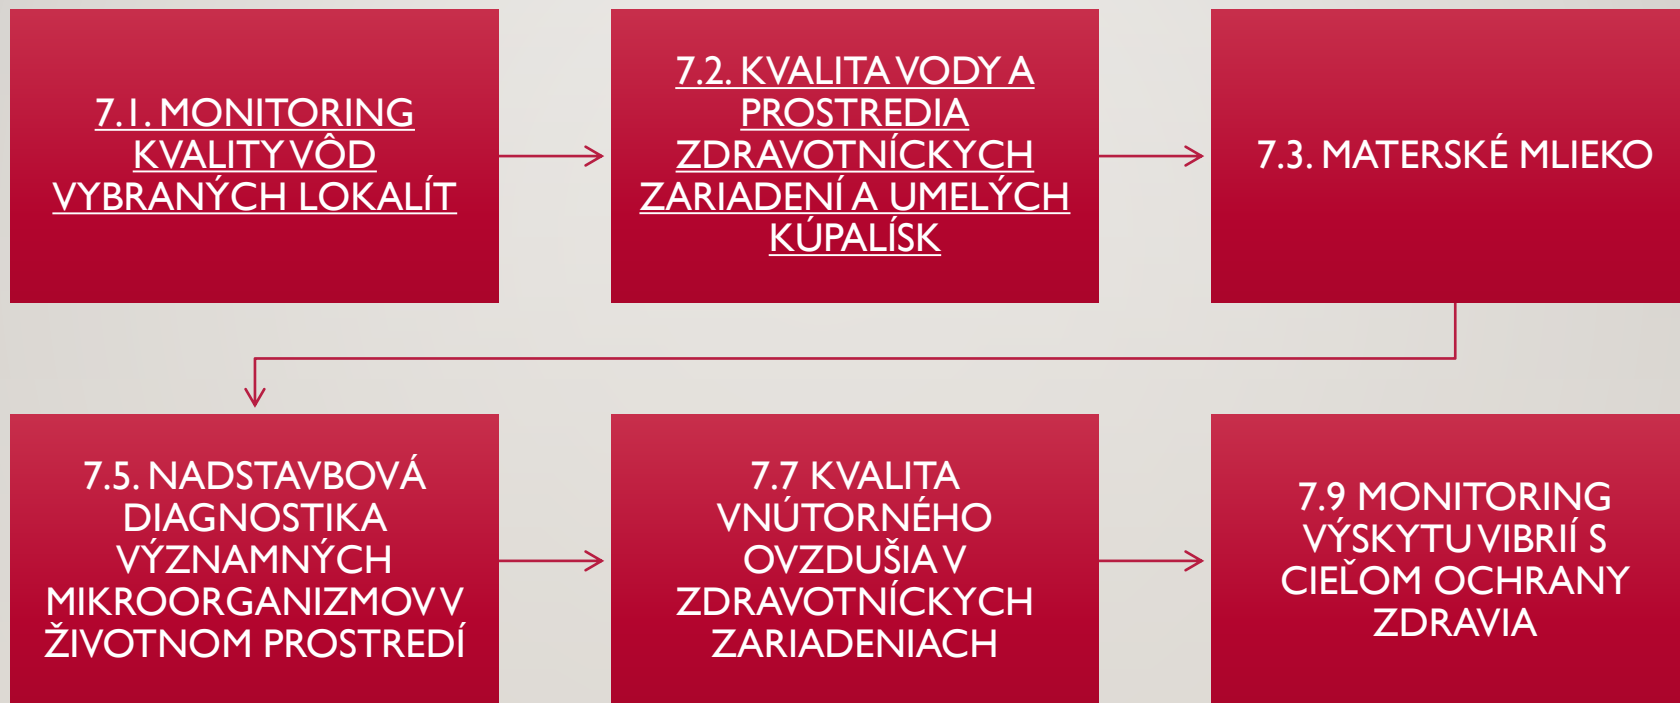 7.1. MONITORING
KVALITY VÔD
VYBRANÝCH LOKALÍT
7.2. KVALITA VODY A
PROSTREDIA
ZDRAVOTNÍCKYCH
ZARIADENÍ A UMELÝCH
KÚPALÍSK
7.3. MATERSKÉ MLIEKO
7.5. NADSTAVBOVÁ
DIAGNOSTIKA
VÝZNAMNÝCH
MIKROORGANIZMOV V
ŽIVOTNOM PROSTREDÍ
7.7 KVALITA
VNÚTORNÉHO
OVZDUŠIA V
ZDRAVOTNÍCKYCH
ZARIADENIACH
7.9 MONITORING
VÝSKYTU VIBRIÍ S
CIEĽOM OCHRANY
ZDRAVIA